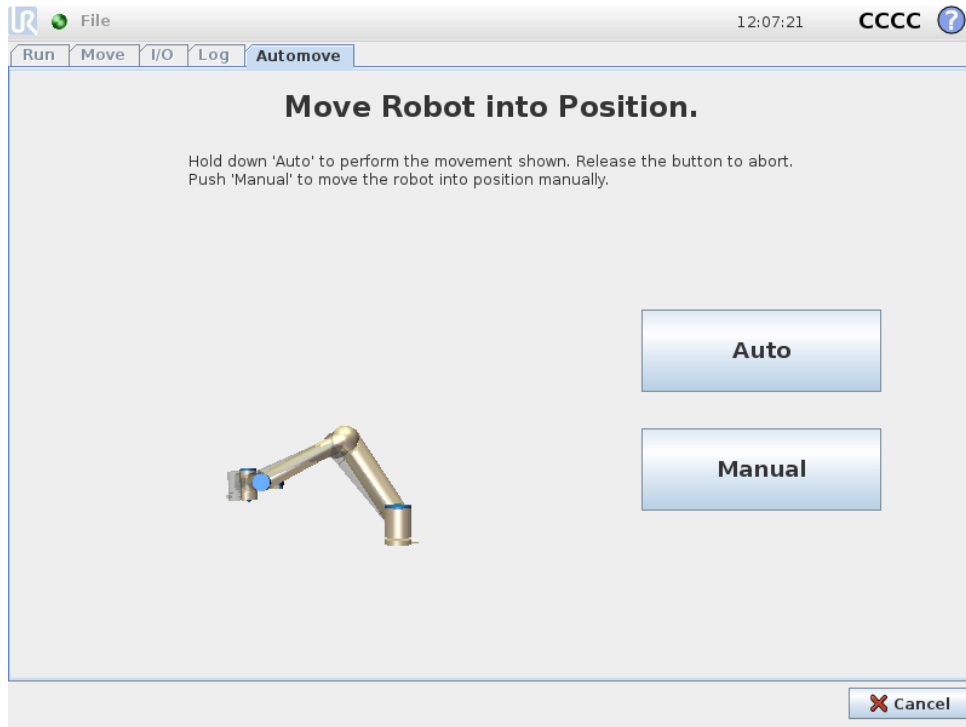 UR File 12:07:21 CCCC ?
Run Move I/O Log Automove
Move Robot into Position.
Hold down 'Auto' to perform the movement shown. Release the button to abort.
Push 'Manual' to move the robot into position manually.
Auto
Manual
Cancel